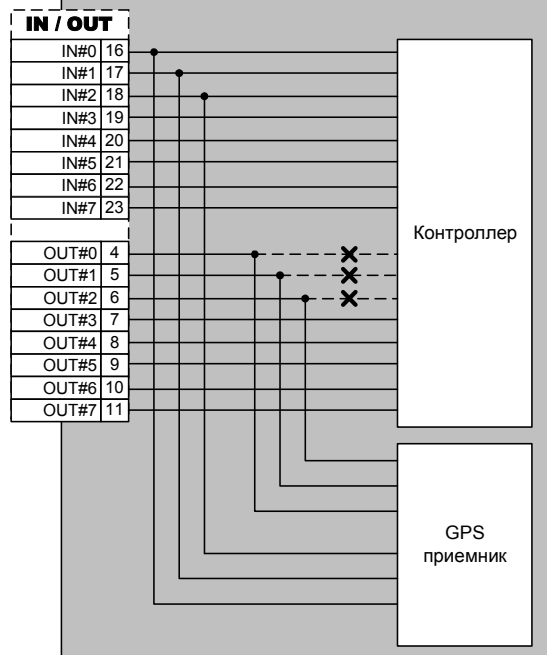 IN / OUT
IN#0 16
IN#1 17
IN#2 18
IN#3 19
IN#4 20
IN#5 21
IN#6 22
IN#7 23
OUT#0 4
OUT#1 5
OUT#2 6
OUT#3 7
OUT#4 8
OUT#5 9
OUT#6 10
OUT#7 11
Контроллер
GPS
приемник